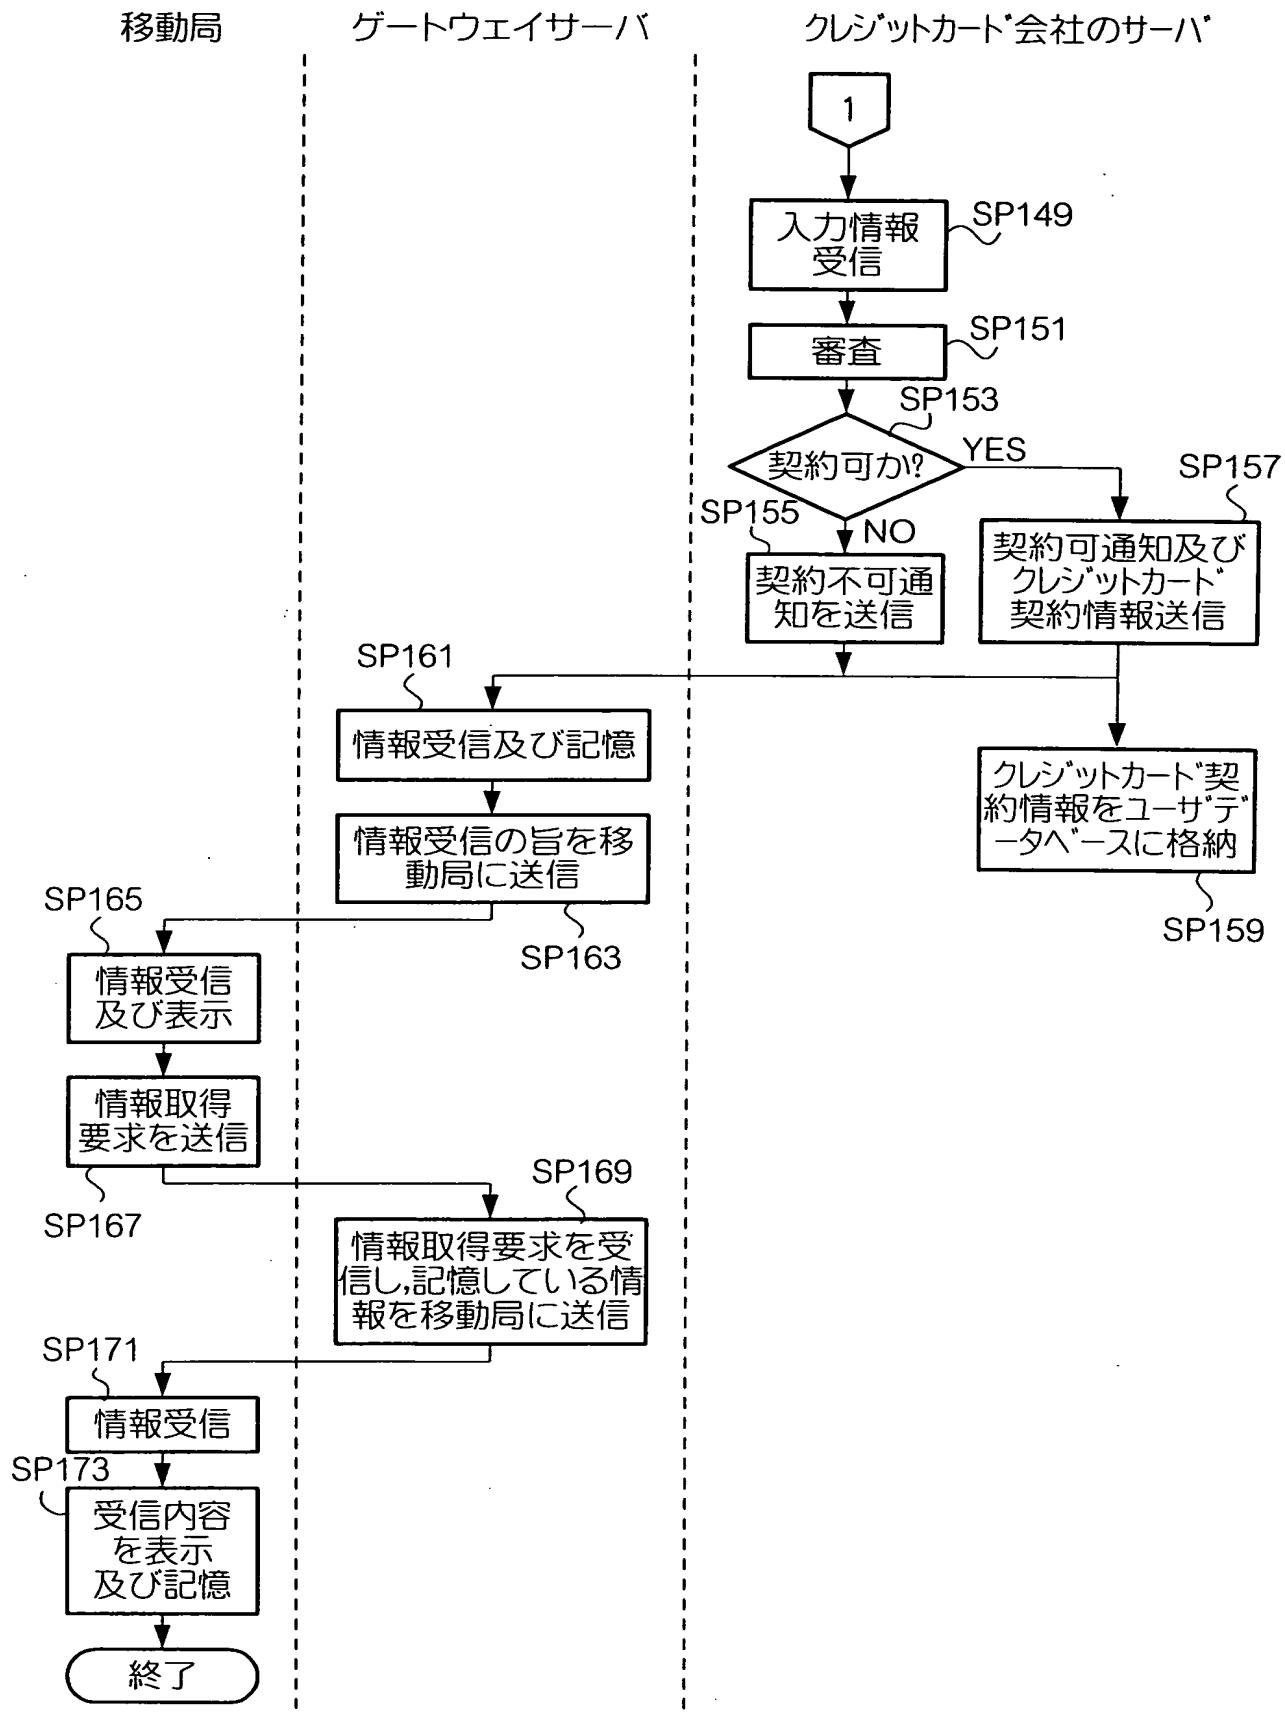 移動局
ゲートウェイサーバ
クレジットカード会社のサーバ
1
入力情報
受信
SP149
審査
SP151
SP153
契約可か?
YES
SP157
SP155
NO
契約不可通
知を送信
契約可通知及び
クレジットカード
契約情報送信
SP161
情報受信及び記憶
クレジットカード契
約情報をユーザデ
ータベースに格納
SP159
情報受信の旨を移
動局に送信
SP163
SP165
情報受信
及び表示
情報取得
要求を送信
SP167
SP169
情報取得要求を受
信し,記憶している情
報を移動局に送信
SP171
情報受信
SP173
受信内容
を表示
及び記憶
終了